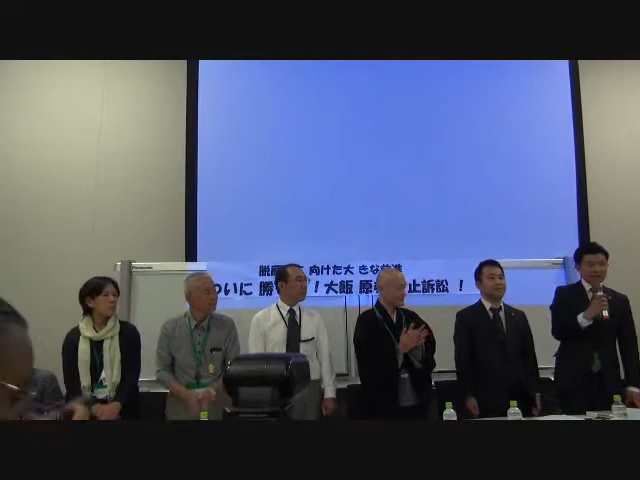 脱原 向けた大きな前進
ついに 勝 ! 大飯 原 止訴訟 !